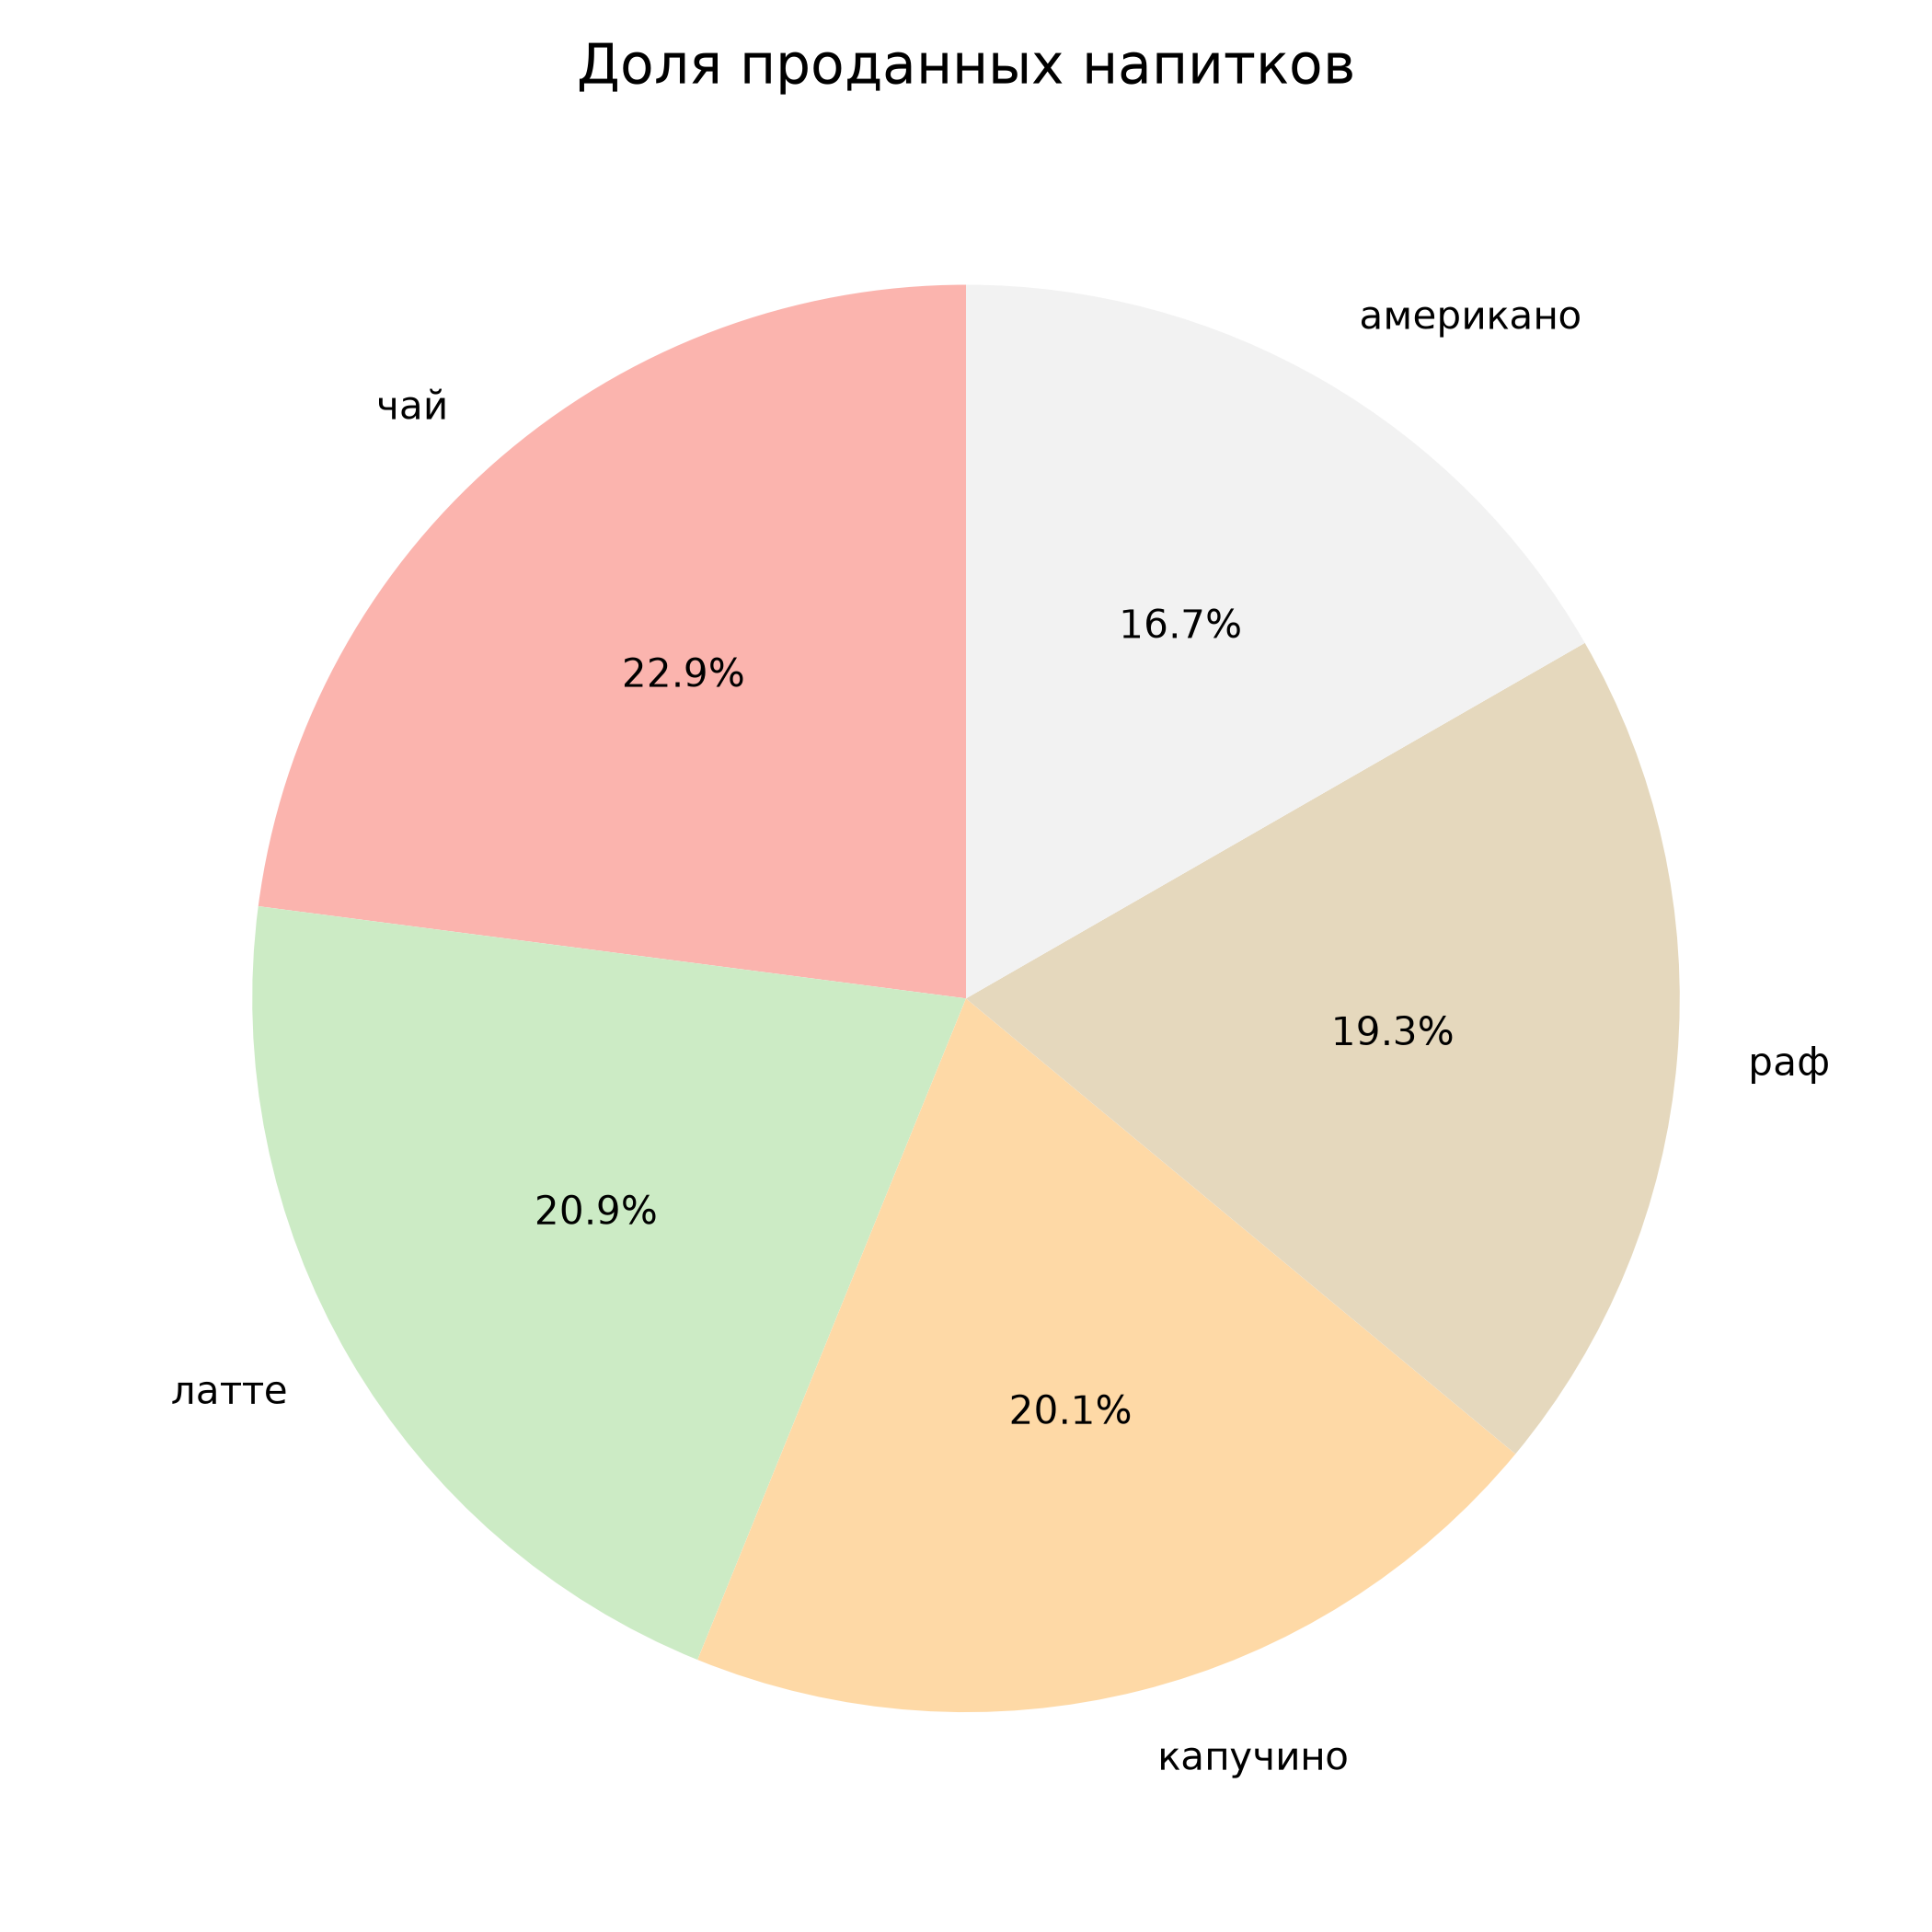 Доля проданных напитков
американо
чай
16.7%
22.9%
19.3%
раф
20.9%
латте
20.1%
капучино